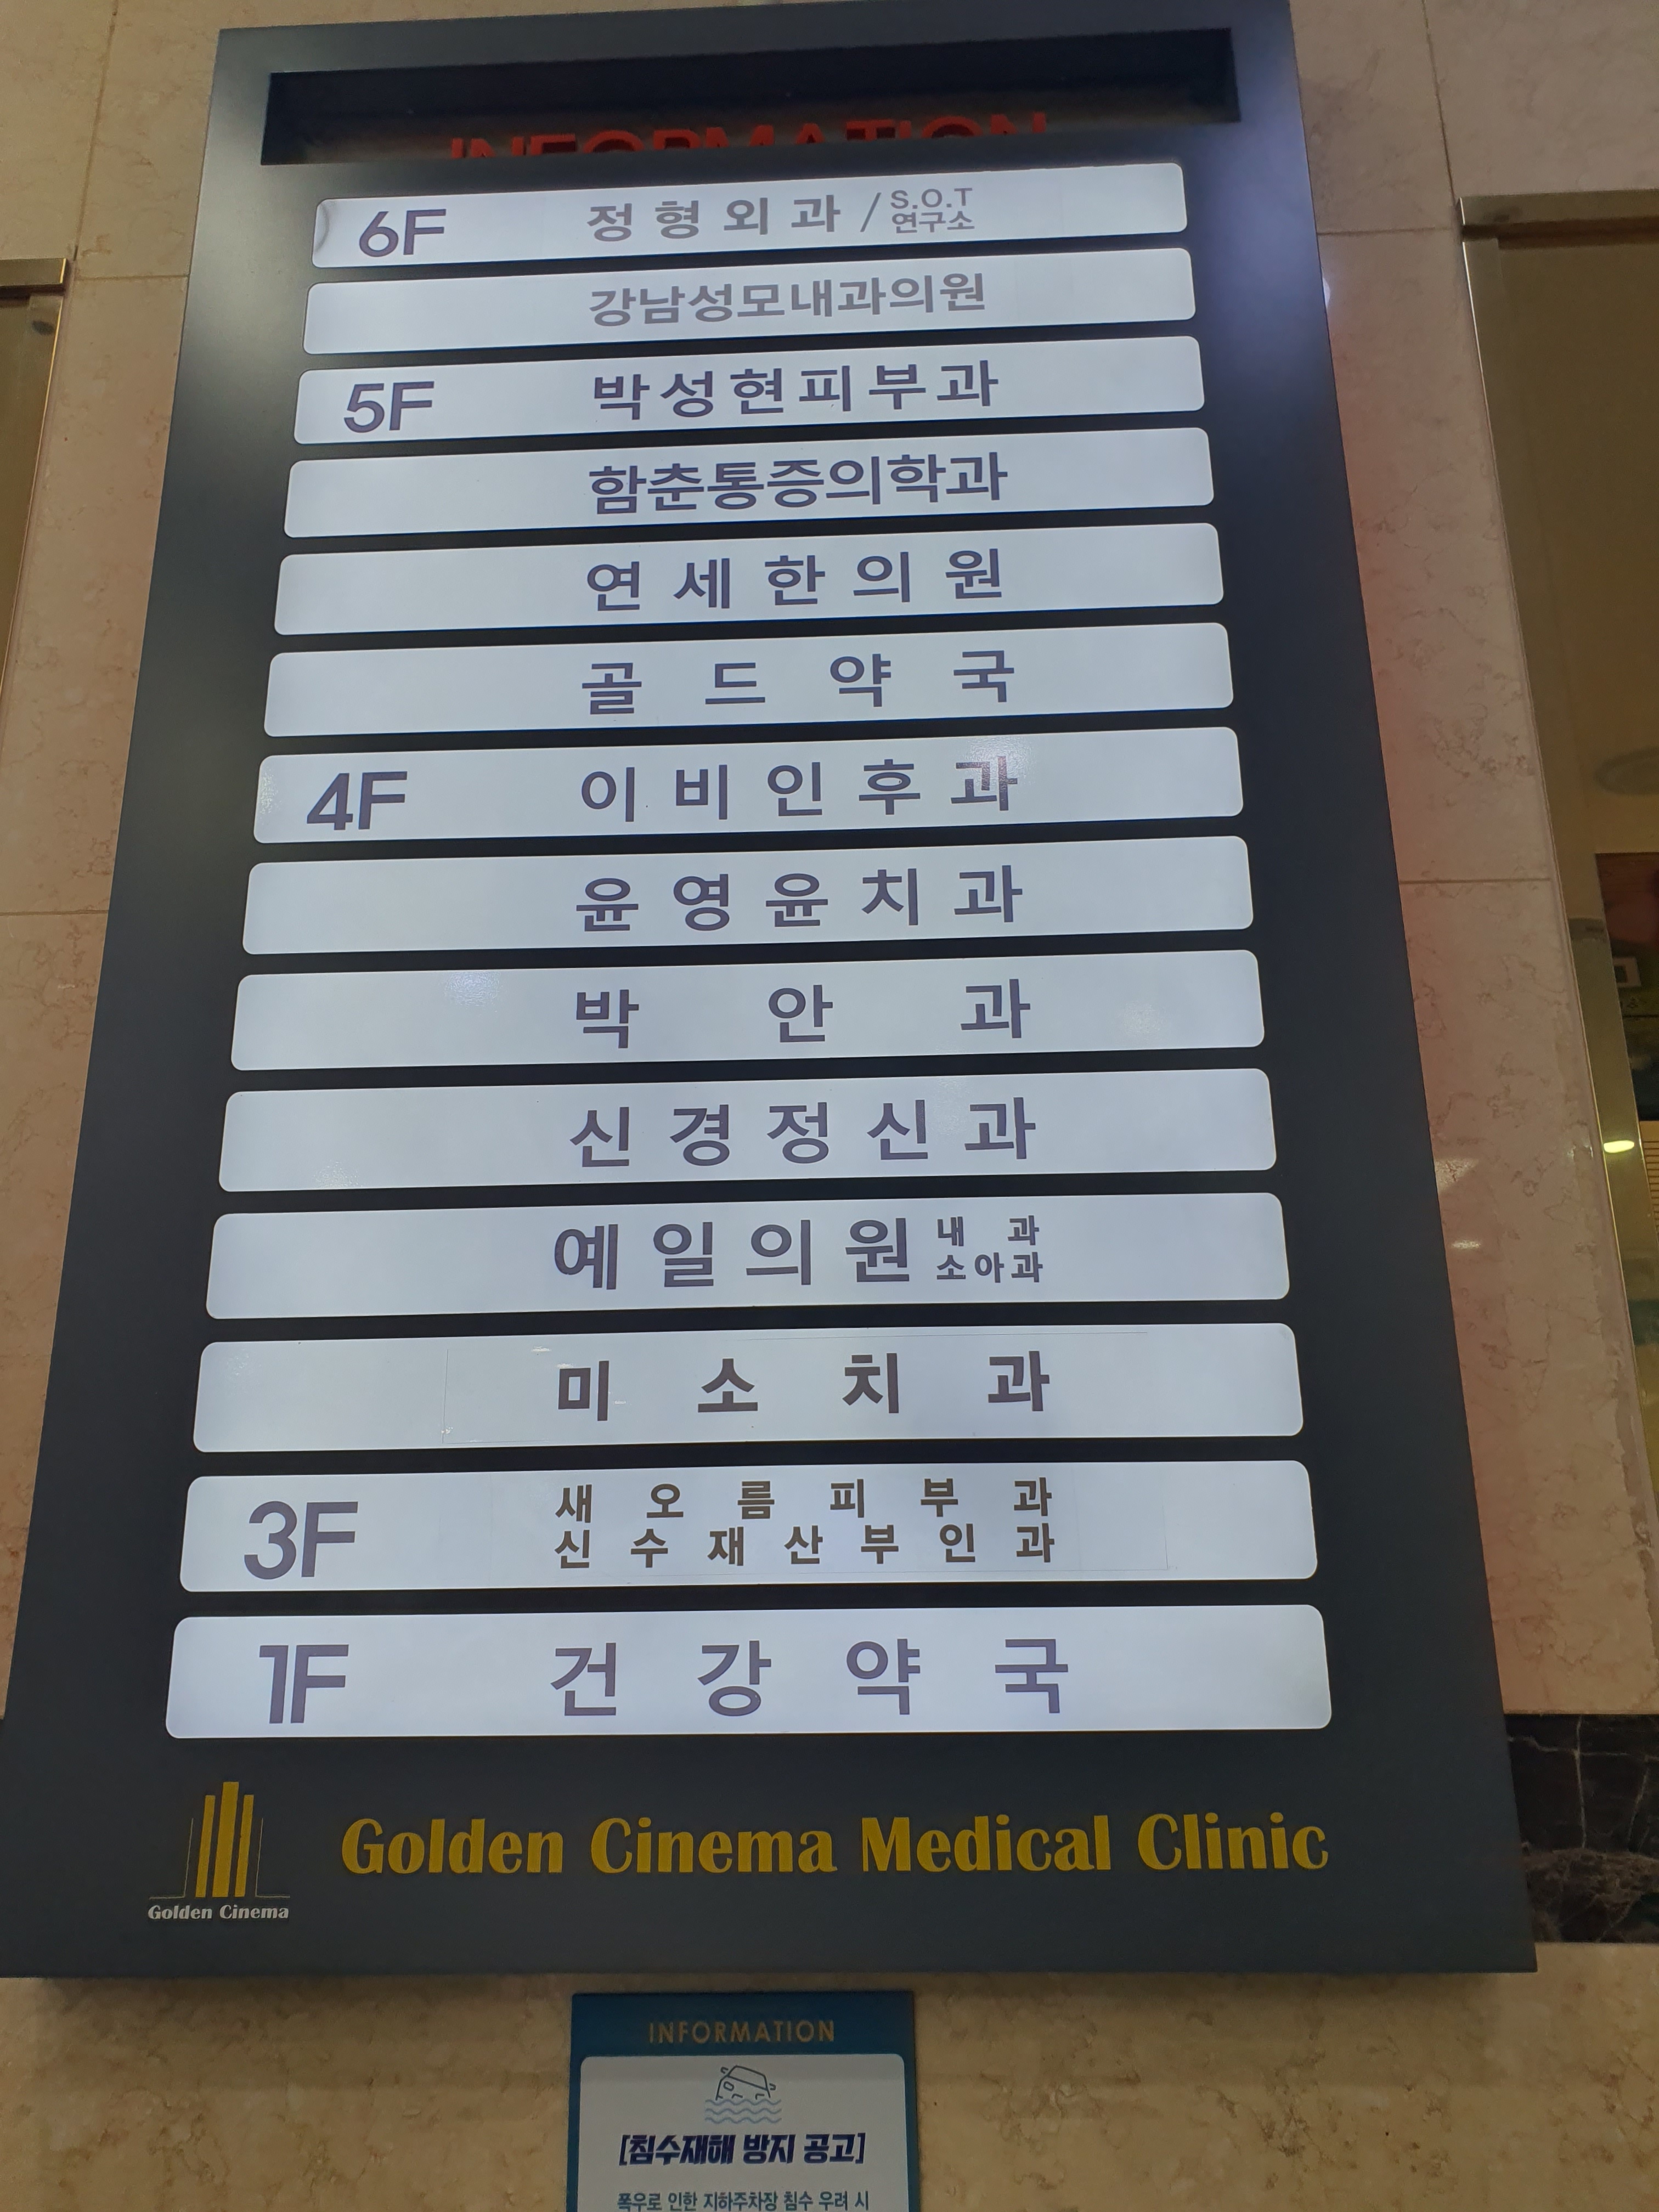 INFORMATION
6F 정형외과 / S.O.T 연구소
강남성모내과의원
5F 박성현피부과
함춘통증의학과
연세한의원
골드약국
4F 이비인후과
윤영윤치과
박안과
신경정신과
예일의원 내과 소아과
미소치과
3F 새오름피부과
신수재산부인과
1F 건강약국
Golden Cinema
Golden Cinema Medical Clinic
INFORMATION
[침수재해 방지 공고]
폭우로 인한 지하주차장 침수 우려 시